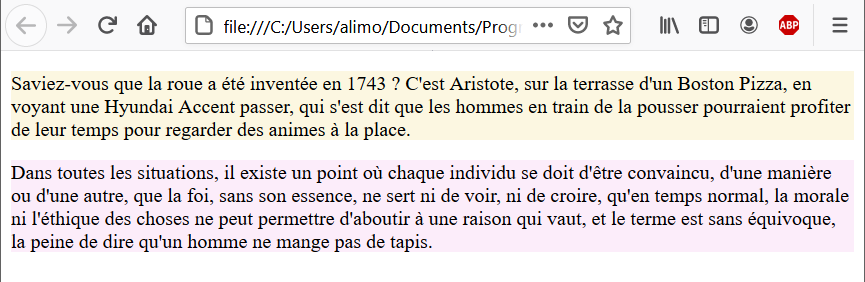 file:///C:/Users/alimo/Documents/Prog
ABP
Saviez-vous que la roue a été inventée en 1743 ? C'est Aristote, sur la terrasse d'un Boston Pizza, en
voyant une Hyundai Accent passer, qui s'est dit que les hommes en train de la pousser pourraient profiter
de leur temps pour regarder des animes à la place.
Dans toutes les situations, il existe un point où chaque individu se doit d'être convaincu, d'une manière
ou d'une autre, que la foi, sans son essence, ne sert ni de voir, ni de croire, qu'en temps normal, la morale
ni l'éthique des choses ne peut permettre d'aboutir à une raison qui vaut, et le terme est sans équivoque,
la peine de dire qu'un homme ne mange pas de tapis.